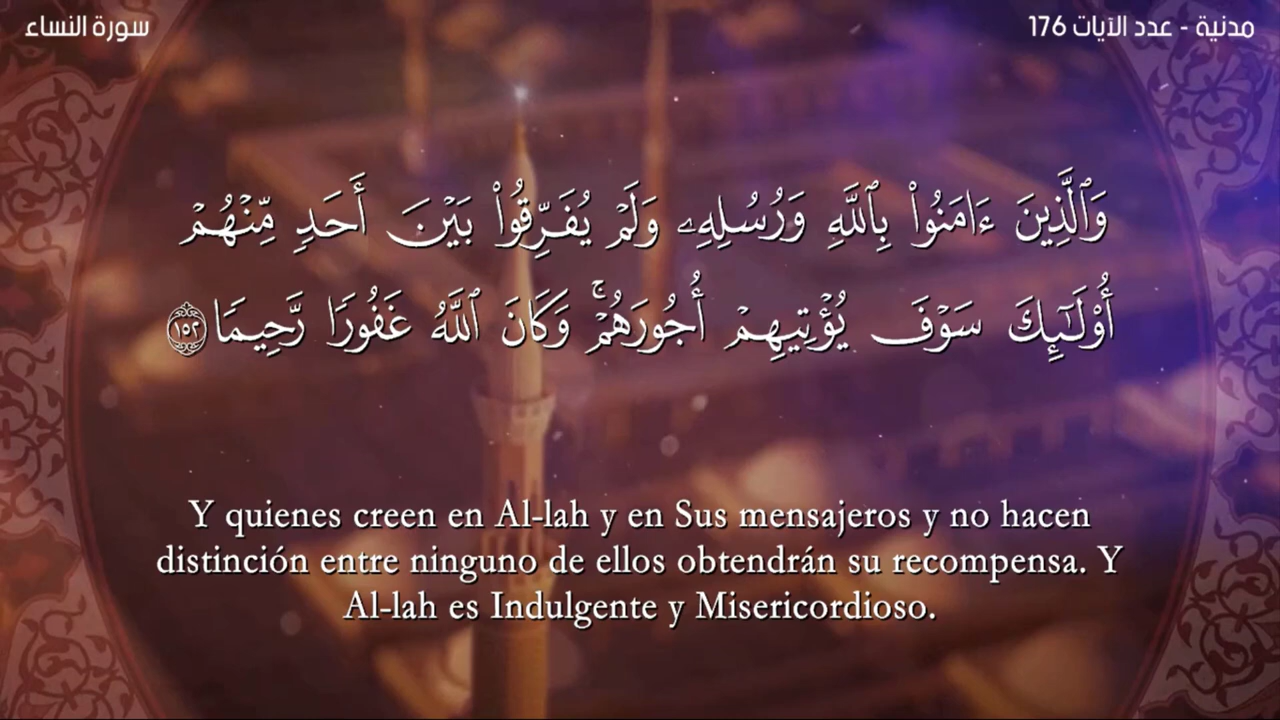 سورة النساء
مدنية - عدد الآيات 176
وَٱلَّذِينَ ءَامَنُواْ بِٱللَّهِ وَرُسُلِهِۦ وَلَمۡ يُفَرِّقُواْ بَيۡنَ أَحَدٖ مِّنۡهُمۡ
أُوْلَٰٓئِكَ سَوۡفَ يُؤۡتِيهِمۡ أُجُورَهُمۡۚ وَكَانَ ٱللَّهُ غَفُورٗا رَّحِيمٗا ١٥٢
Y quienes creen en Al-lah y en Sus mensajeros y no hacen
distinción entre ninguno de ellos obtendrán su recompensa. Y
Al-lah es Indulgente y Misericordioso.